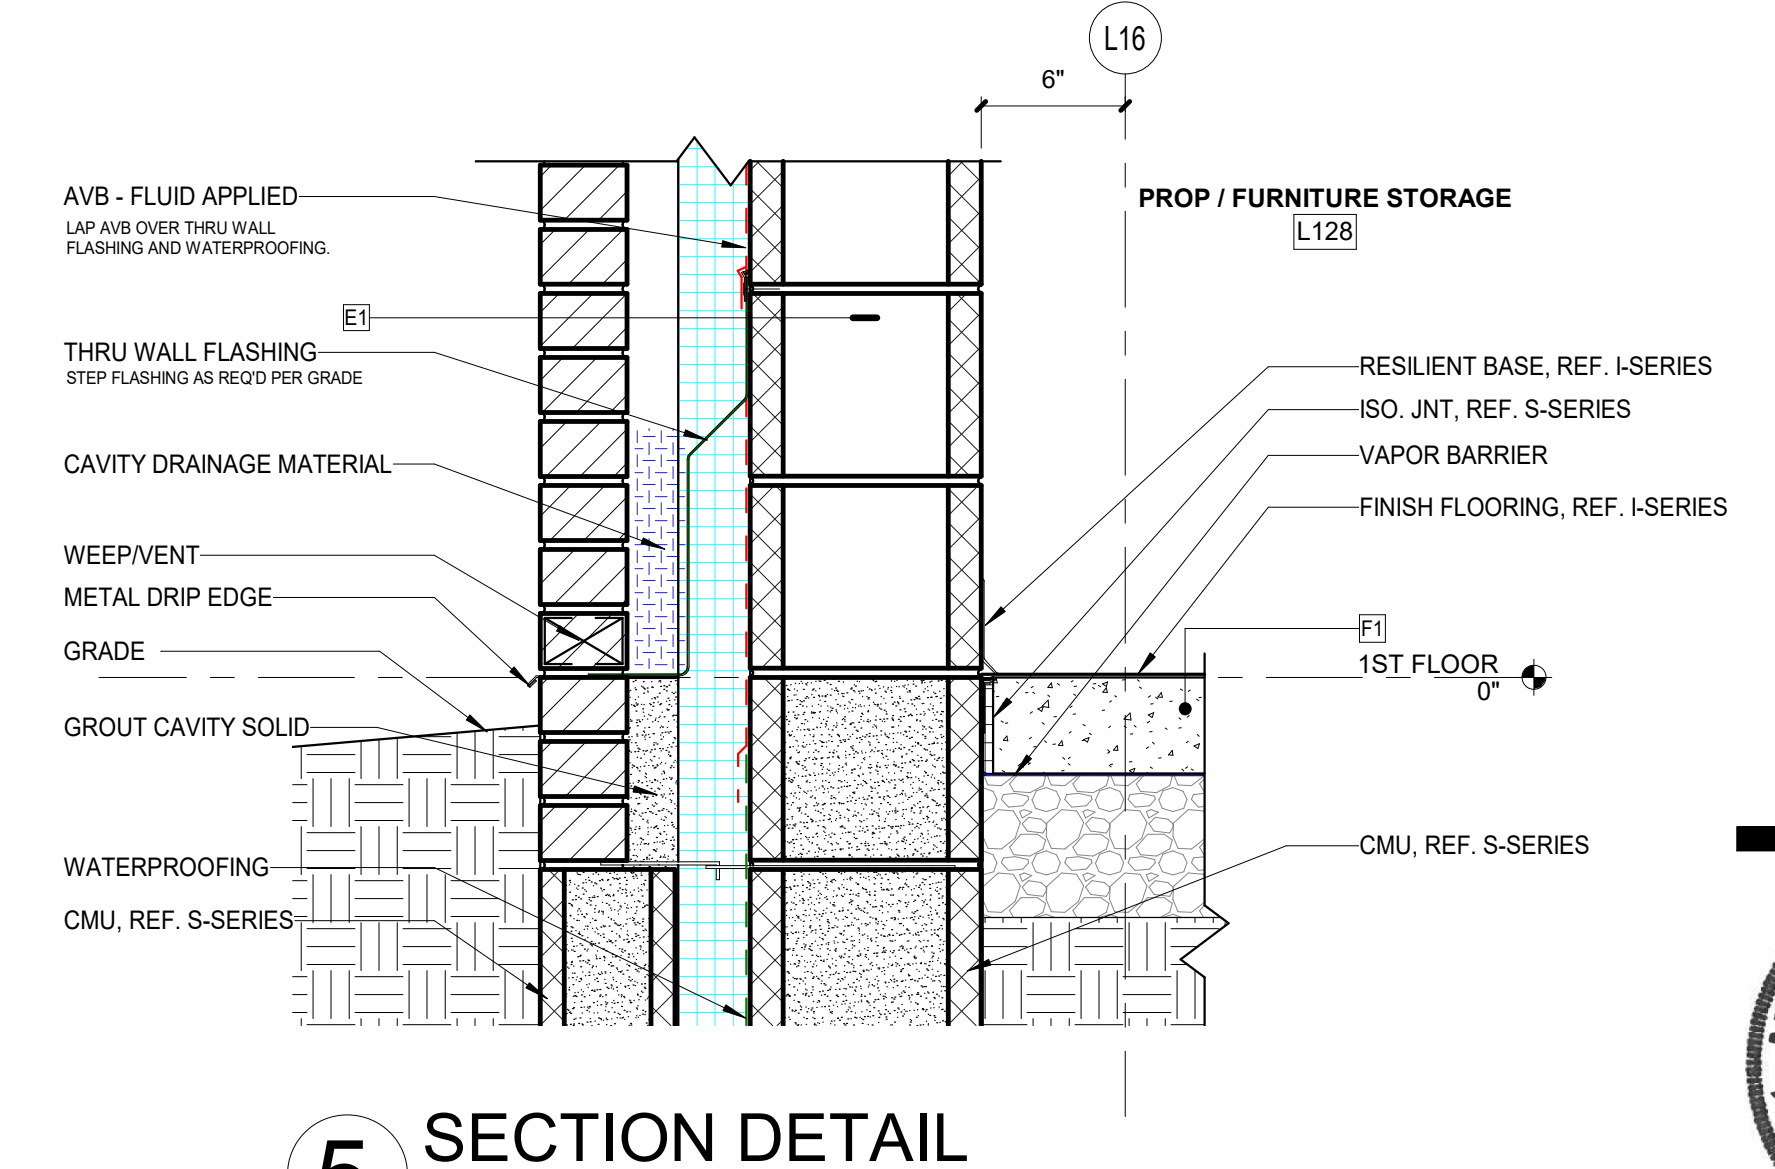 L16
6"
PROP / FURNITURE STORAGE
L128
AVB - FLUID APPLIED
LAP AVB OVER THRU WALL
FLASHING AND WATERPROOFING.
E1
THRU WALL FLASHING
STEP FLASHING AS REQ'D PER GRADE
CAVITY DRAINAGE MATERIAL
WEEP/VENT
METAL DRIP EDGE
GRADE
GROUT CAVITY SOLID
WATERPROOFING
CMU, REF. S-SERIES
RESILIENT BASE, REF. I-SERIES
ISO. JNT, REF. S-SERIES
VAPOR BARRIER
FINISH FLOORING, REF. I-SERIES
F1
1ST FLOOR
0"
CMU, REF. S-SERIES
5
SECTION DETAIL